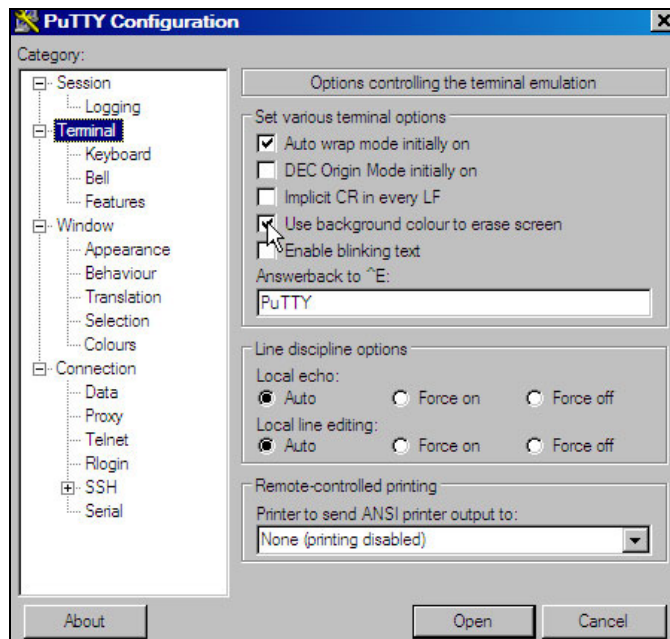 PuTTY Configuration
Category:
Session
Logging
Terminal
Keyboard
Bell
Features
Window
Appearance
Behaviour
Translation
Selection
Colours
Connection
Data
Proxy
Telnet
Rlogin
SSH
Serial
Options controlling the terminal emulation
Set various terminal options
Auto wrap mode initially on
DEC Origin Mode initially on
Implicit CR in every LF
Use background colour to erase screen
Enable blinking text
Answerback to ^E:
PuTTY
Line discipline options
Local echo:
Auto Force on Force off
Local line editing:
Auto Force on Force off
Remote-controlled printing
Printer to send ANSI printer output to:
None (printing disabled)
About Open Cancel